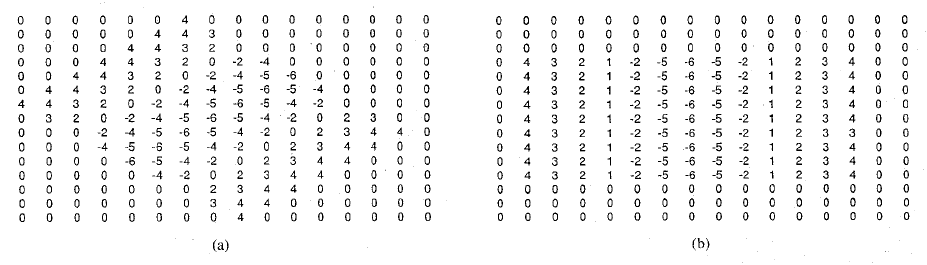 0 0 0 0 0 0 4 0 0 0 0 0 0 0 0 0 0 0 0 0 0 0 0 0 0 0 0 0 0 0 0 0
0 0 0 0 0 4 4 3 0 0 0 0 0 0 0 0 0 0 0 0 0 0 0 0 0 0 0 0 0 0 0 0
0 0 0 0 4 4 3 2 0 0 0 0 0 0 0 0 0 0 0 0 0 0 0 0 0 0 0 0 0 0 0 0
0 0 0 4 4 3 2 0 -2 -4 0 0 0 0 0 0 0 4 3 2 1 -2 -5 -6 -5 -2 1 2 3 4 0 0
0 0 4 4 3 2 0 -2 -4 -5 -6 0 0 0 0 0 0 4 3 2 1 -2 -5 -6 -5 -2 1 2 3 4 0 0
0 4 4 3 2 0 -2 -4 -5 -6 -5 -4 0 0 0 0 0 4 3 2 1 -2 -5 -6 -5 -2 1 2 3 4 0 0
4 4 3 2 0 -2 -4 -5 -6 -5 -4 -2 0 0 0 0 0 4 3 2 1 -2 -5 -6 -5 -2 1 2 3 4 0 0
0 3 2 0 -2 -4 -5 -6 -5 -4 -2 0 2 3 0 0 0 4 3 2 1 -2 -5 -6 -5 -2 1 2 3 4 0 0
0 0 0 -2 -4 -5 -6 -5 -4 -2 0 2 3 4 4 0 0 4 3 2 1 -2 -5 -6 -5 -2 1 2 3 3 0 0
0 0 0 -4 -5 -6 -5 -4 -2 0 2 3 4 4 0 0 0 4 3 2 1 -2 -5 -6 -5 -2 1 2 3 4 0 0
0 0 0 0 -6 -5 -4 -2 0 2 3 4 4 0 0 0 0 4 3 2 1 -2 -5 -6 -5 -2 1 2 3 4 0 0
0 0 0 0 0 -4 -2 0 2 3 4 4 0 0 0 0 0 4 3 2 1 -2 -5 -6 -5 -2 1 2 3 4 0 0
0 0 0 0 0 0 0 2 3 4 4 0 0 0 0 0 0 0 0 0 0 0 0 0 0 0 0 0 0 0 0 0
0 0 0 0 0 0 0 3 4 4 0 0 0 0 0 0 0 0 0 0 0 0 0 0 0 0 0 0 0 0 0 0
0 0 0 0 0 0 0 0 4 0 0 0 0 0 0 0 0 0 0 0 0 0 0 0 0 0 0 0 0 0 0 0
(a) (b)